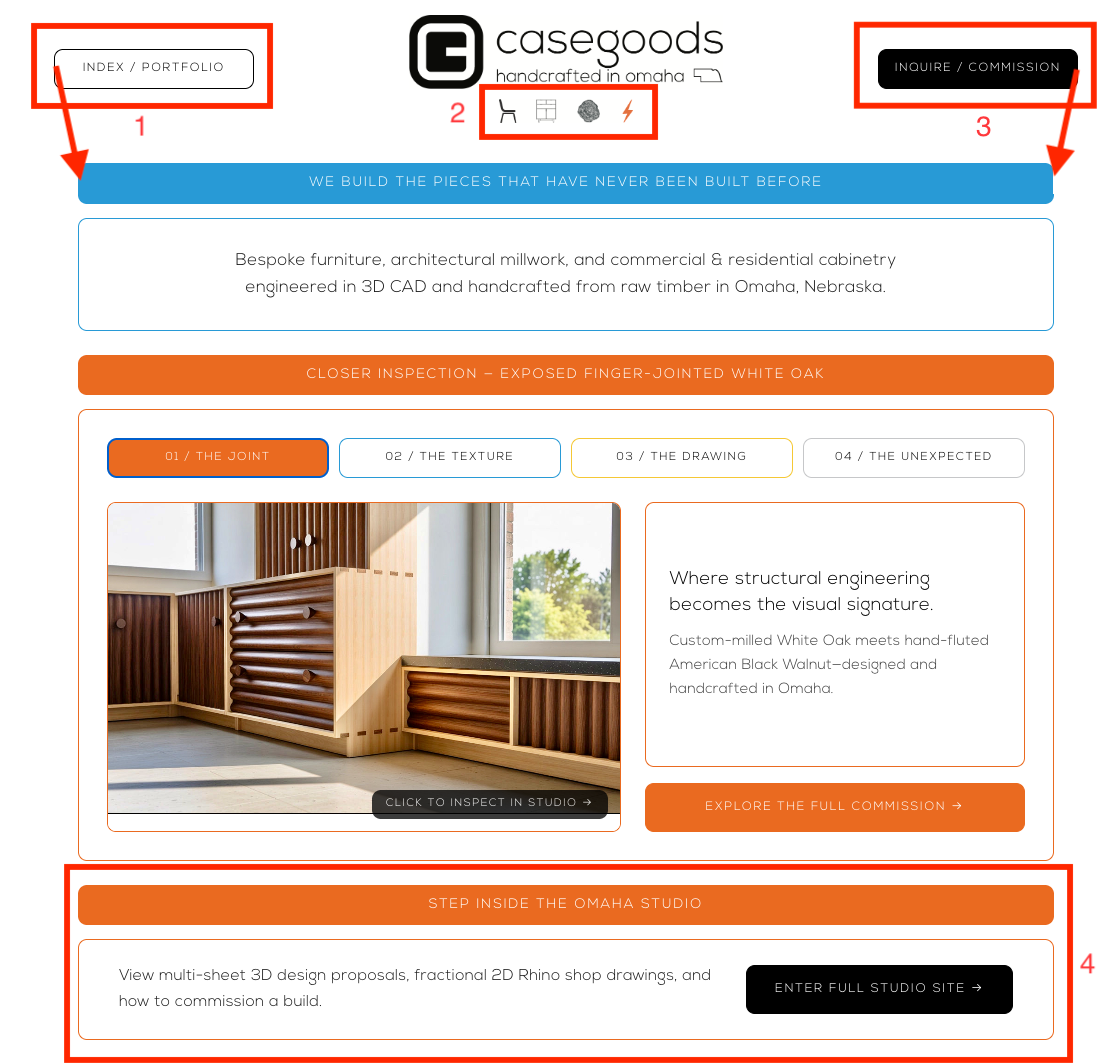 INDEX / PORTFOLIO
casegoods
handcrafted in omaha
INQUIRE / COMMISSION
1
2
3
WE BUILD THE PIECES THAT HAVE NEVER BEEN BUILT BEFORE
Bespoke furniture, architectural millwork, and commercial & residential cabinetry
engineered in 3D CAD and handcrafted from raw timber in Omaha, Nebraska.
CLOSER INSPECTION – EXPOSED FINGER-JOINTED WHITE OAK
01 / THE JOINT
02 / THE TEXTURE
03 / THE DRAWING
04 / THE UNEXPECTED
Where structural engineering
becomes the visual signature.
Custom-milled White Oak meets hand-fluted
American Black Walnut—designed and
handcrafted in Omaha.
CLICK TO INSPECT IN STUDIO →
EXPLORE THE FULL COMMISSION →
STEP INSIDE THE OMAHA STUDIO
View multi-sheet 3D design proposals, fractional 2D Rhino shop drawings, and
how to commission a build.
ENTER FULL STUDIO SITE →
4